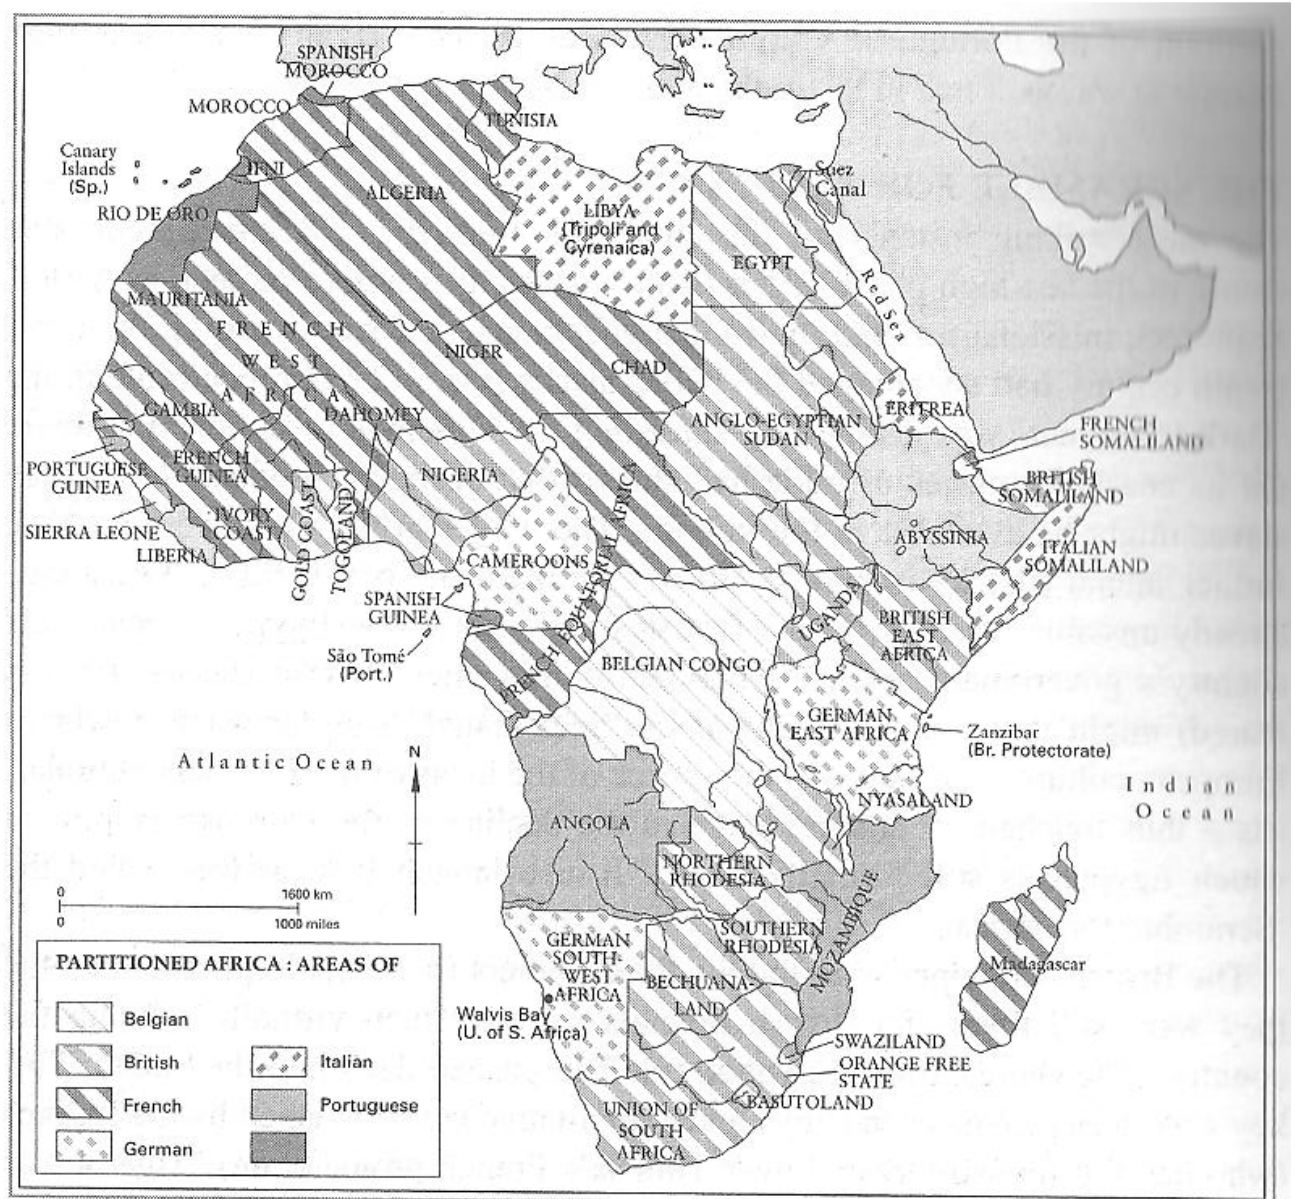 SPANISH
MOROCCO
MOROCCO
TUNISIA
Canary
Islands
(Sp.)
IFNI
ALGERIA
Suez
Canal
RIO DE ORO
LIBYA
(Tripoli and
Cyrenaica)
EGYPT
Red Sea
MAURITANIA
FRENCH
WEST
AFRICA
NIGER
CHAD
GAMBIA
DAHOMEY
ANGLO-EGYPTIAN
SUDAN
ERITREA
FRENCH
SOMALILAND
PORTUGUESE
GUINEA
FRENCH
GUINEA
NIGERIA
BRITISH
SOMALILAND
SIERRA LEONE
IVORY
COAST
GOLD COAST
TOGOLAND
LIBERIA
CAMEROONS
FRENCH EQUATORIAL AFRICA
ABYSSINIA
ITALIAN
SOMALILAND
SPANISH
GUINEA
UGANDA
BRITISH
EAST
AFRICA
São Tomé
(Port.)
BELGIAN CONGO
GERMAN
EAST AFRICA
Zanzibar
(Br. Protectorate)
Atlantic Ocean
N
Indian
Ocean
NYASALAND
ANGOLA
NORTHERN
RHODESIA
MOZAMBIQUE
0 1600 km
0 1000 miles
SOUTHERN
RHODESIA
GERMAN
SOUTH-
WEST
AFRICA
BECHUANA-
LAND
Madagascar
Walvis Bay
(U. of S. Africa)
SWAZILAND
ORANGE FREE
STATE
BASUTOLAND
UNION OF
SOUTH
AFRICA
PARTITIONED AFRICA : AREAS OF
Belgian
British
French
German
Italian
Portuguese